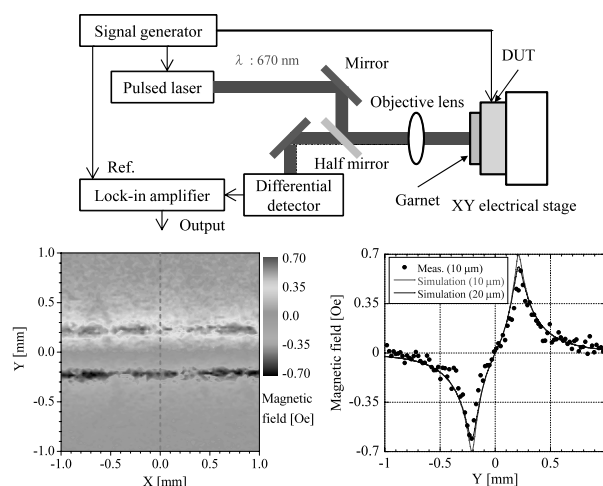 Signal generator
λ : 670 nm
Mirror
DUT
Pulsed laser
Objective lens
Half mirror
Ref.
Lock-in amplifier
Differential
detector
Garnet
XY electrical stage
Output
1.0
0.5
0.0
-0.5
-1.0
Y [mm]
-1.0
-0.5
0.0
0.5
1.0
X [mm]
0.70
0.35
0.0
-0.35
-0.70
Magnetic
field [Oe]
0.7
0.35
0
-0.35
-0.7
Magnetic field [Oe]
Meas. (10 μm)
Simulation (10 μm)
Simulation (20 μm)
-1
-0.5
0
0.5
1
Y [mm]